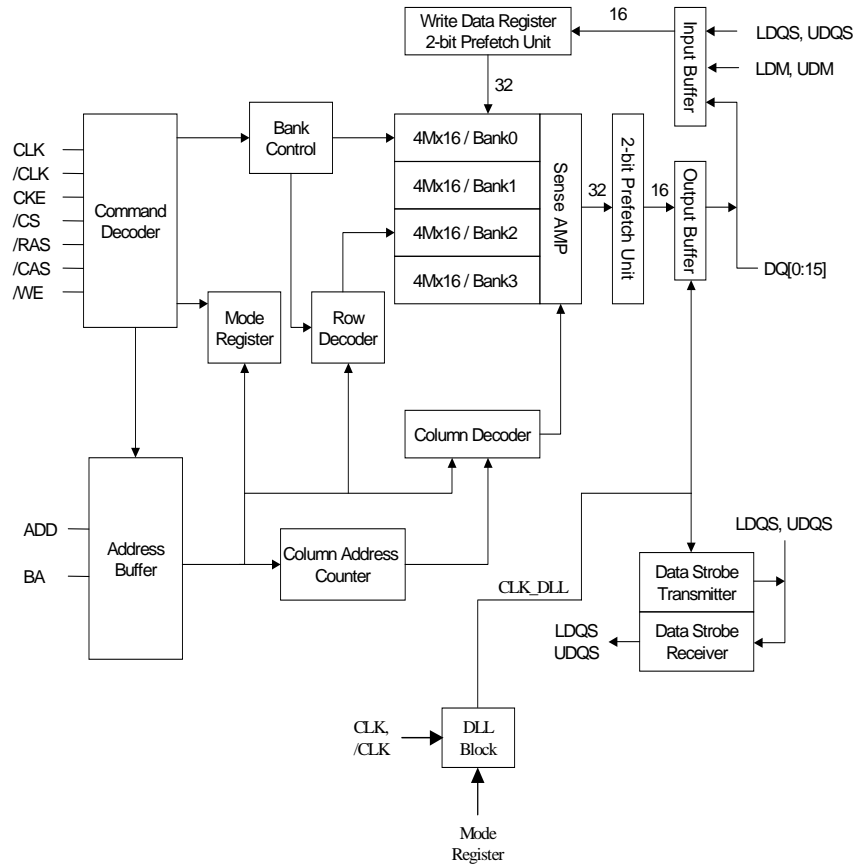 Write Data Register
2-bit Prefetch Unit
16
Input Buffer
LDQS, UDQS
LDM, UDM
32
Bank
Control
4Mx16 / Bank0
4Mx16 / Bank1
4Mx16 / Bank2
4Mx16 / Bank3
Sense AMP
32
2-bit Prefetch Unit
16
Output Buffer
DQ[0:15]
CLK
/CLK
CKE
/CS
/RAS
/CAS
/WE
Command
Decoder
Mode
Register
Row
Decoder
Column Decoder
ADD
BA
Address
Buffer
Column Address
Counter
CLK_DLL
LDQS, UDQS
Data Strobe
Transmitter
Data Strobe
Receiver
LDQS
UDQS
CLK,
/CLK
DLL
Block
Mode
Register